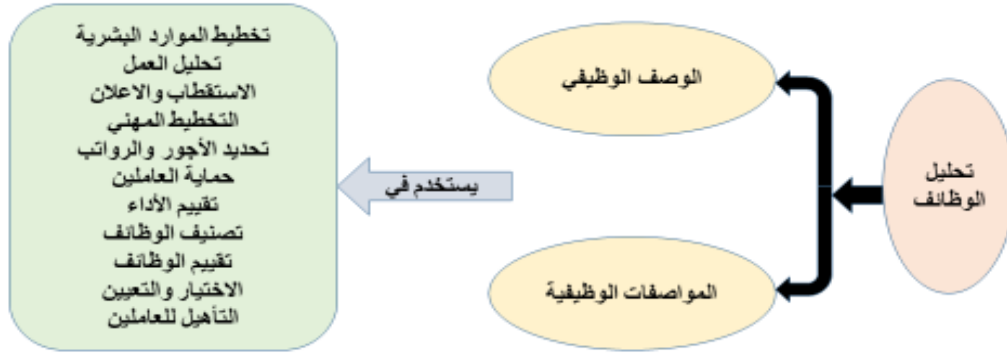 تحليل
الوظائف
الوصف الوظيفي
المواصفات الوظيفية
يستخدم في
تخطيط الموارد البشرية
تحليل العمل
الاستقطاب والاعلان
التخطيط المهني
تحديد الأجور والرواتب
حماية العاملين
تقييم الأداء
تصنيف الوظائف
تقييم الوظائف
الاختيار والتعيين
التأهيل للعاملين